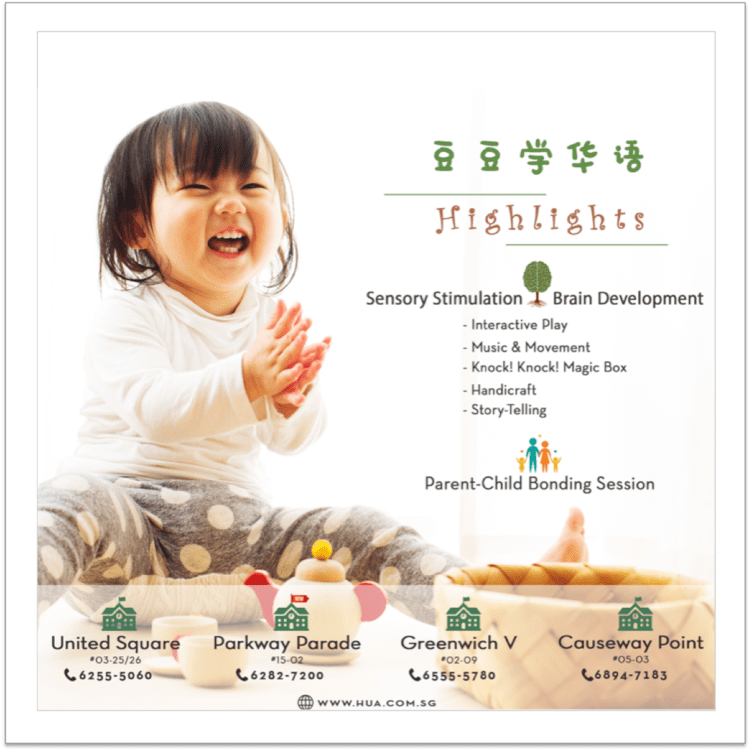 豆豆学华语
Highlights
Sensory Stimulation Brain Development
- Interactive Play
- Music & Movement
- Knock! Knock! Magic Box
- Handicraft
- Story-Telling
Parent-Child Bonding Session
NEW
United Square Parkway Parade Greenwich V Causeway Point
#03-25/26 #15-02 #02-09 #05-03
6255-5060 6282-7200 6555-5780 6894-7183
WWW.HUA.COM.SG